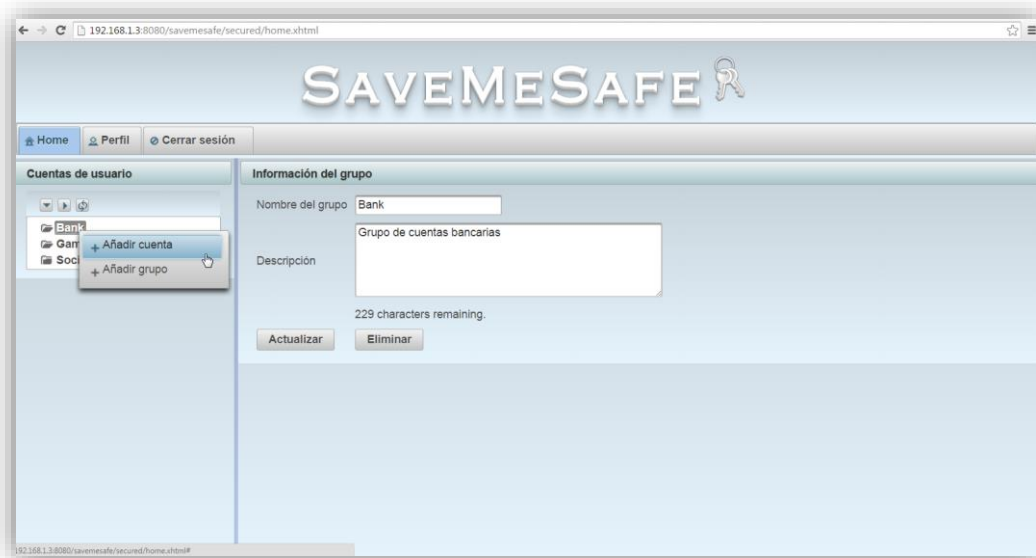 192.168.1.3:8080/savemesafe/secured/home.xhtml
SAVEMESAFE
Home Perfil Cerrar sesión
Cuentas de usuario
Información del grupo
Nombre del grupo Bank
Bank
Gam
Soci
Añadir cuenta
Añadir grupo
Grupo de cuentas bancarias
Descripción
229 characters remaining.
Actualizar Eliminar
192.168.1.3:8080/savemesafe/secured/home.xhtml#